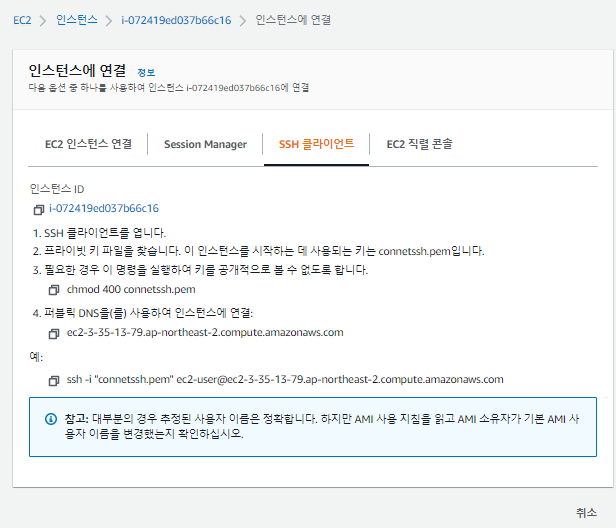 EC2 > 인스턴스 > i-072419ed037b66c16 > 인스턴스에 연결
인스턴스에 연결 정보
다음 옵션 중 하나를 사용하여 인스턴스 i-072419ed037b66c16에 연결
EC2 인스턴스 연결 Session Manager SSH 클라이언트 EC2 직렬 콘솔
인스턴스 ID
i-072419ed037b66c16
1. SSH 클라이언트를 엽니다.
2. 프라이빗 키 파일을 찾습니다. 이 인스턴스를 시작하는 데 사용되는 키는 connetssh.pem입니다.
3. 필요한 경우 이 명령을 실행하여 키를 공개적으로 볼 수 없도록 합니다.
chmod 400 connetssh.pem
4. 퍼블릭 DNS을(를) 사용하여 인스턴스에 연결:
ec2-3-35-13-79.ap-northeast-2.compute.amazonaws.com
예:
ssh -i "connetssh.pem" ec2-user@ec2-3-35-13-79.ap-northeast-2.compute.amazonaws.com
참고: 대부분의 경우 추정된 사용자 이름은 정확합니다. 하지만 AMI 사용 지침을 읽고 AMI 소유자가 기본 AMI 사
용자 이름을 변경했는지 확인하십시오.
취소